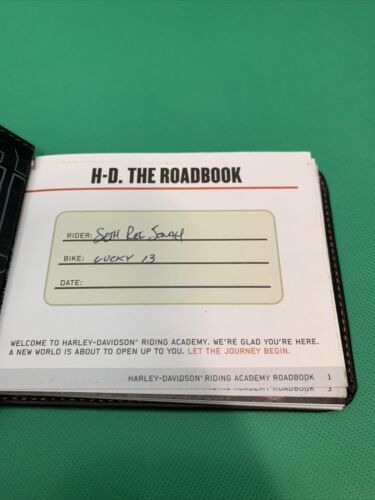 H-D. THE ROADBOOK
RIDER: SETH REL JONAH
BIKE: LUCKY 13
DATE:
WELCOME TO HARLEY-DAVIDSON® RIDING ACADEMY. WE'RE GLAD YOU'RE HERE.
A NEW WORLD IS ABOUT TO OPEN UP TO YOU. LET THE JOURNEY BEGIN.
HARLEY-DAVIDSON® RIDING ACADEMY ROADBOOK 1
RIDING ACADEMY ROADBOOK 3